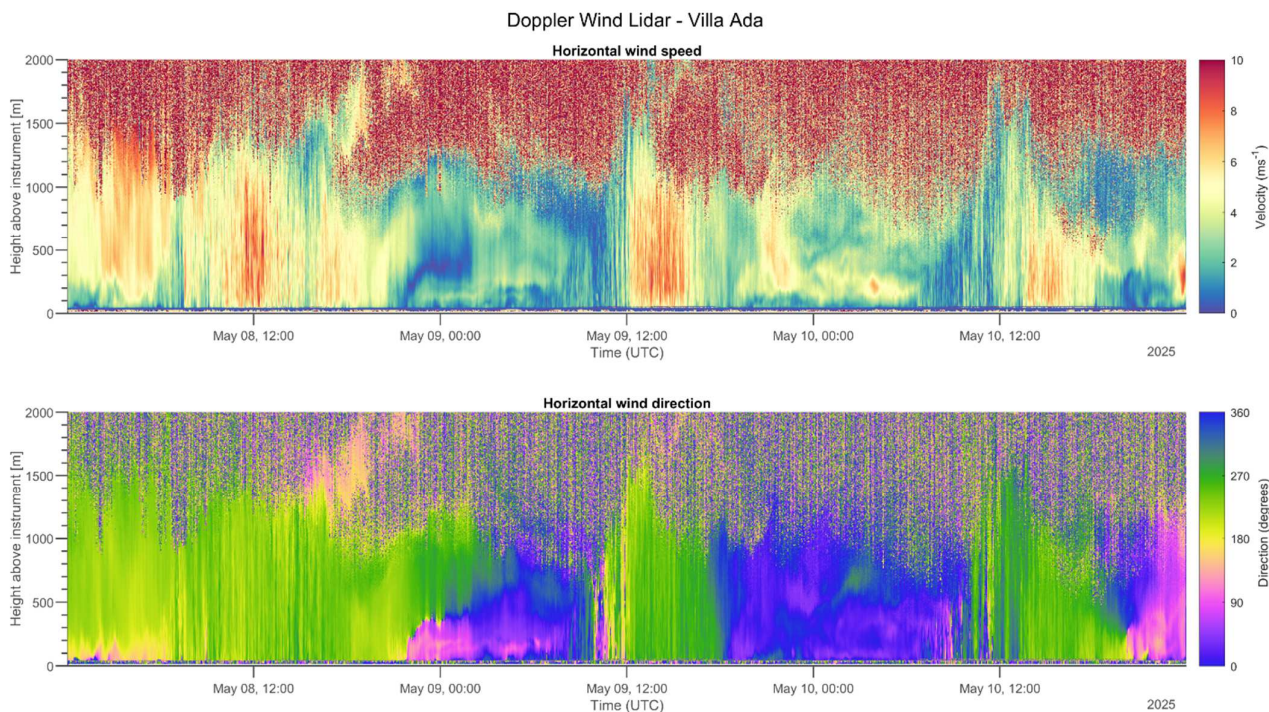 Doppler Wind Lidar - Villa Ada
Horizontal wind speed
2000
1500
1000
500
0
Height above instrument [m]
May 08, 12:00
May 09, 00:00
May 09, 12:00
May 10, 00:00
May 10, 12:00
Time (UTC)
2025
10
8
6
4
2
0
Velocity (ms⁻¹)
Horizontal wind direction
2000
1500
1000
500
0
Height above instrument [m]
May 08, 12:00
May 09, 00:00
May 09, 12:00
May 10, 00:00
May 10, 12:00
Time (UTC)
2025
360
270
180
90
0
Direction (degrees)